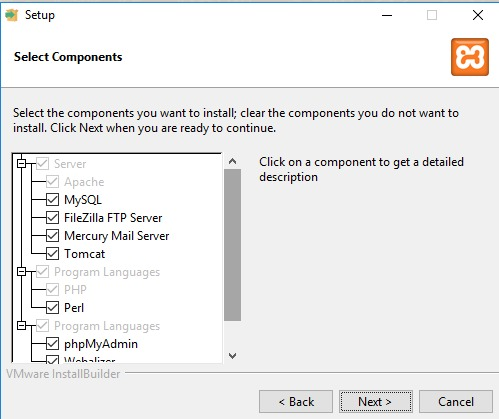 Setup
Select Components
Select the components you want to install; clear the components you do not want to
install. Click Next when you are ready to continue.
Server
Apache
MySQL
FileZilla FTP Server
Mercury Mail Server
Tomcat
Program Languages
PHP
Perl
Program Languages
phpMyAdmin
Webalizer
Click on a component to get a detailed
description
VMware InstallBuilder
< Back
Next >
Cancel